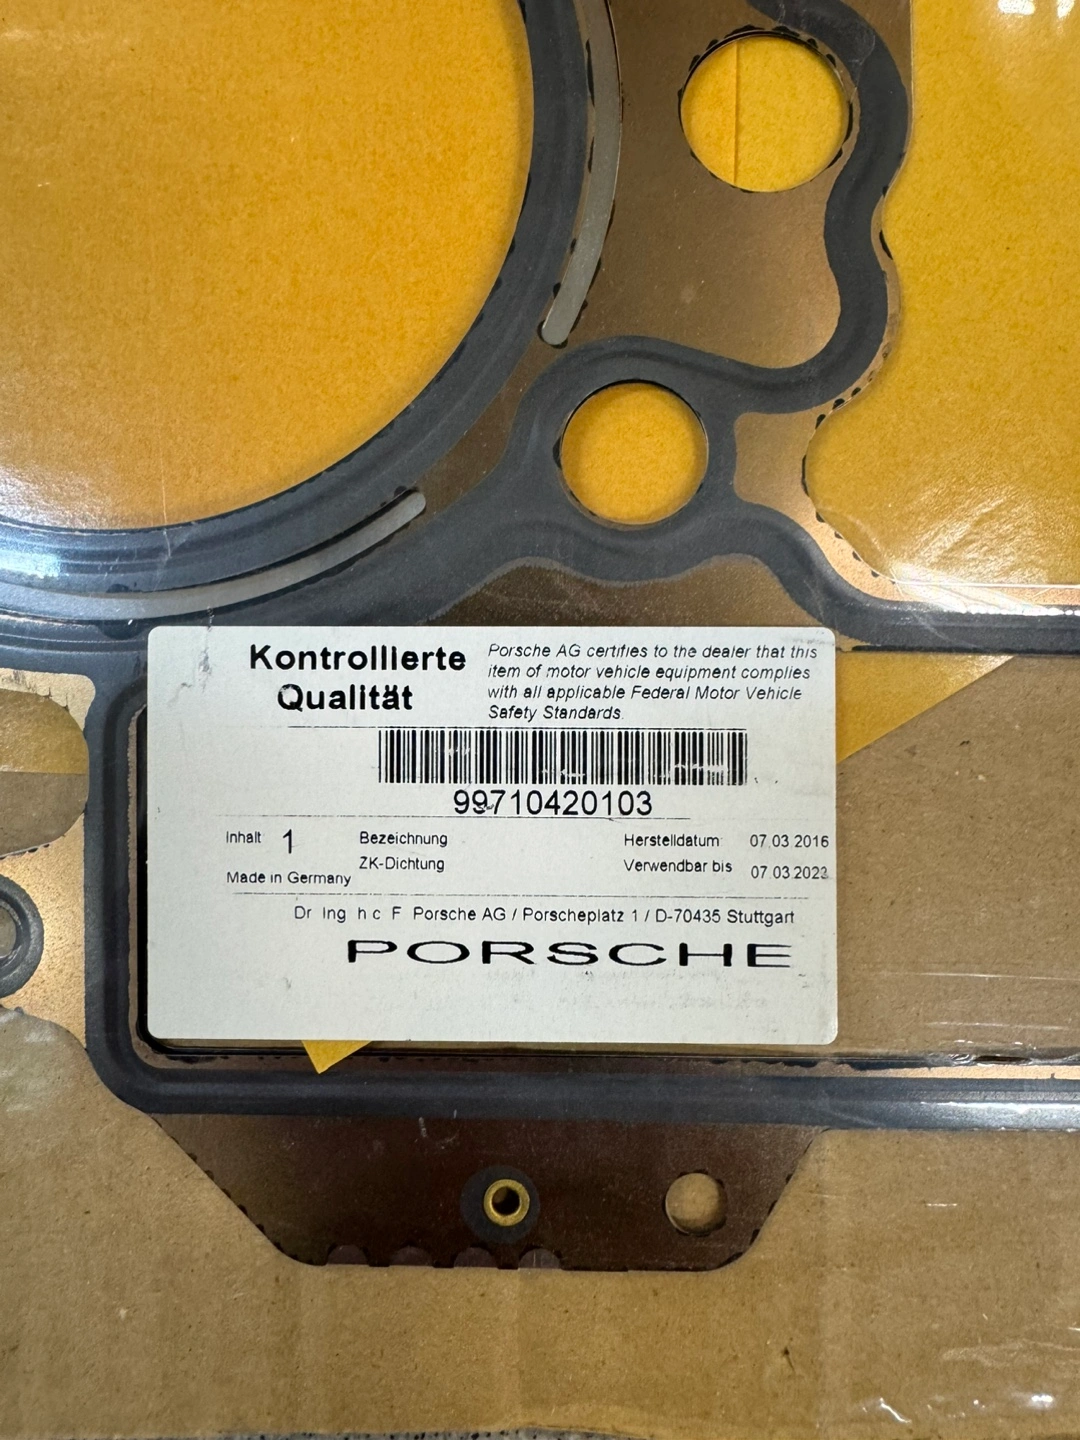 Kontrollierte
Qualität
Porsche AG certifies to the dealer that this
item of motor vehicle equipment complies
with all applicable Federal Motor Vehicle
Safety Standards.
99710420103
Inhalt 1
Bezeichnung
ZK-Dichtung
Made in Germany
Herstelldatum 07.03.2016
Verwendbar bis 07.03.2023
Dr Ing h c F Porsche AG / Porscheplatz 1 / D-70435 Stuttgart
PORSCHE